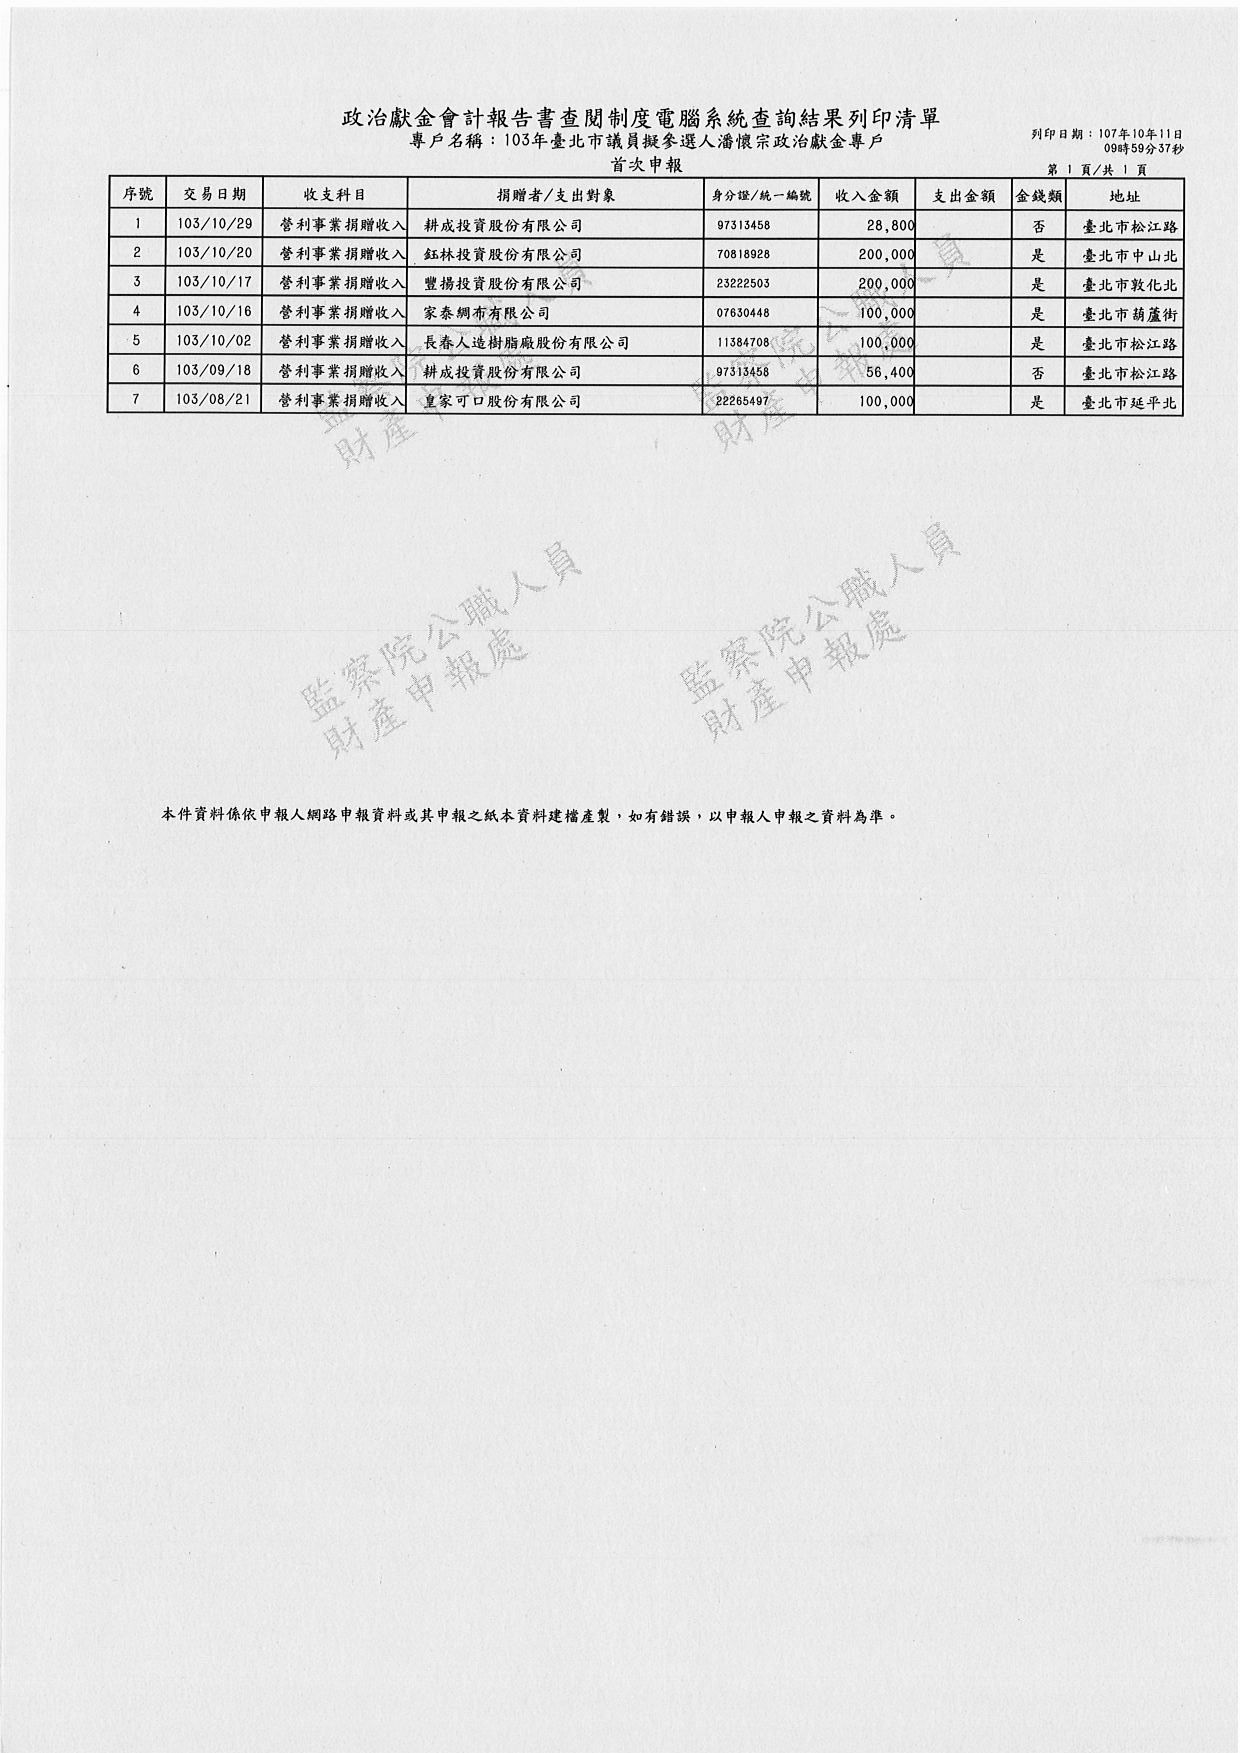 政治獻金會計報告書查閱制度電腦系統查詢結果列印清單
專戶名稱：103年臺北市議員擬參選人潘懷宗政治獻金專戶
首次申報
列印日期：107年10月11日
09時59分37秒
第 1 頁/共 1 頁
序號 交易日期 收支科目 捐贈者/支出對象 身分證/統一編號 收入金額 支出金額 金錢類 地址
1 103/10/29 營利事業捐贈收入 耕成投資股份有限公司 97313458 28,800 否 臺北市松江路
2 103/10/20 營利事業捐贈收入 鈺林投資股份有限公司 70818928 200,000 是 臺北市中山北
3 103/10/17 營利事業捐贈收入 豐揚投資股份有限公司 23222503 200,000 是 臺北市敦化北
4 103/10/16 營利事業捐贈收入 家泰綢布有限公司 07630448 100,000 是 臺北市葫蘆街
5 103/10/02 營利事業捐贈收入 長春人造樹脂廠股份有限公司 11384708 100,000 是 臺北市松江路
6 103/09/18 營利事業捐贈收入 耕成投資股份有限公司 97313458 56,400 否 臺北市松江路
7 103/08/21 營利事業捐贈收入 皇家可口股份有限公司 22265497 100,000 是 臺北市延平北
監察院公職人員
財產申報處
監察院公職人員
財產申報處
監察院公職人員
財產申報處
監察院公職人員
財產申報處
本件資料係依申報人網路申報資料或其申報之紙本資料建檔產製，如有錯誤，以申報人申報之資料為準。